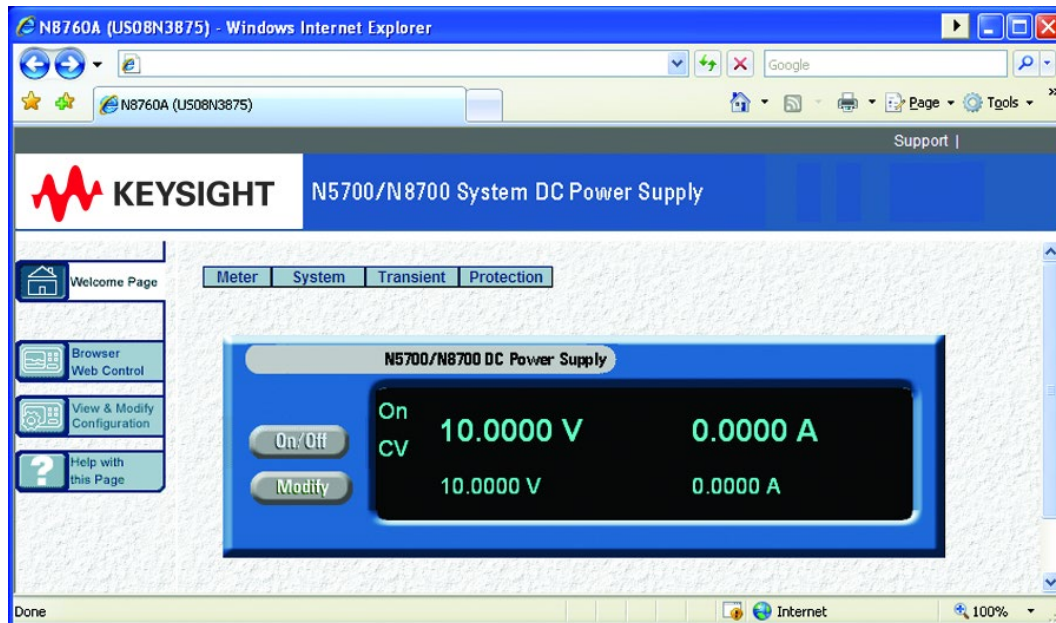 N8760A (US08N3875) - Windows Internet Explorer
Google
N8760A (US08N3875)
Page
Tools
»
Support |
KEYSIGHT
N5700/N8700 System DC Power Supply
Welcome Page
Meter
System
Transient
Protection
Browser
Web Control
View & Modify
Configuration
Help with
this Page
N5700/N8700 DC Power Supply
On/Off
Modify
On
CV
10.0000 V
0.0000 A
10.0000 V
0.0000 A
Done
Internet
100%